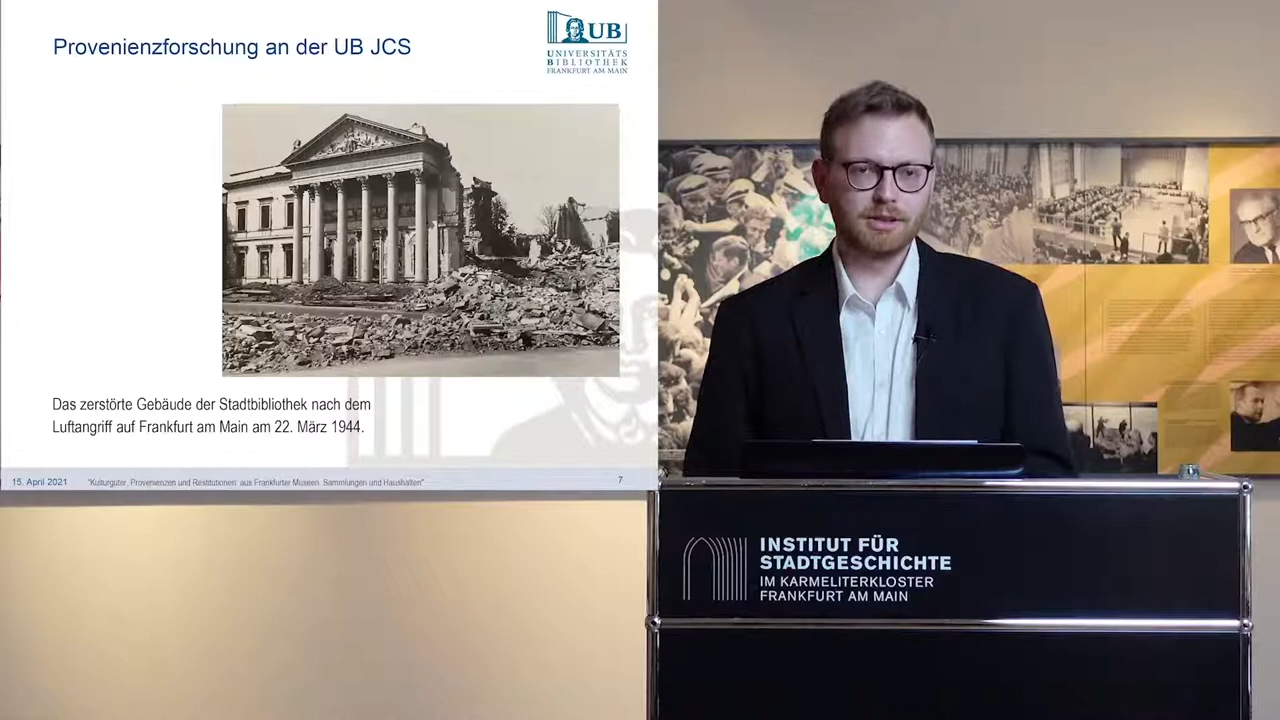 Provenienzforschung an der UB JCS
UB
UNIVERSITÄTS
BIBLIOTHEK
FRANKFURT AM MAIN
Das zerstörte Gebäude der Stadtbibliothek nach dem
Luftangriff auf Frankfurt am Main am 22. März 1944.
15. April 2021 "Kulturgüter, Provenienzen und Restitutionen aus Frankfurter Museen Sammlungen und Haushalten" 7
INSTITUT FÜR
STADTGESCHICHTE
IM KARMELITERKLOSTER
FRANKFURT AM MAIN